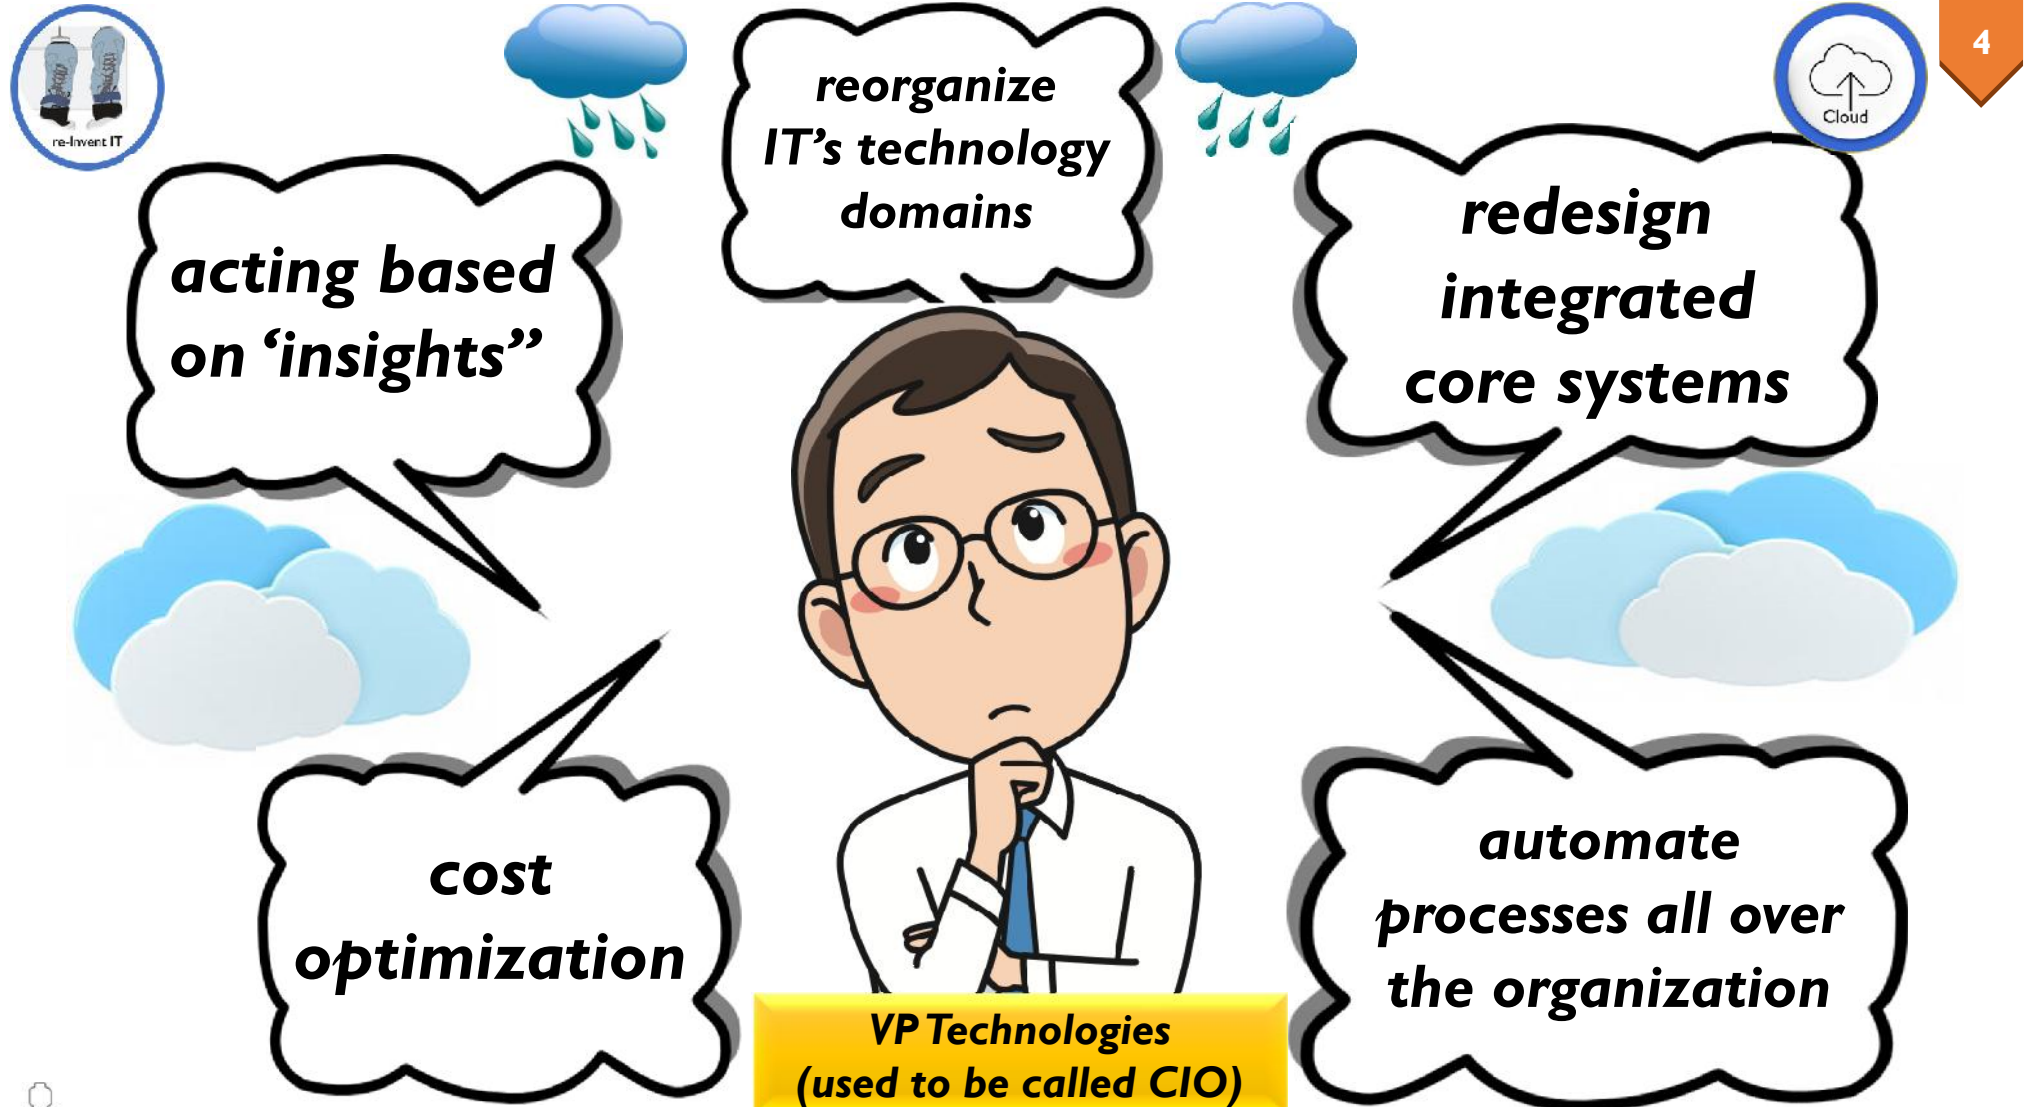 re-Invent IT
reorganize
IT’s technology
domains
Cloud
4
acting based
on ‘insights”
redesign
integrated
core systems
cost
optimization
automate
processes all over
the organization
VP Technologies
(used to be called CIO)